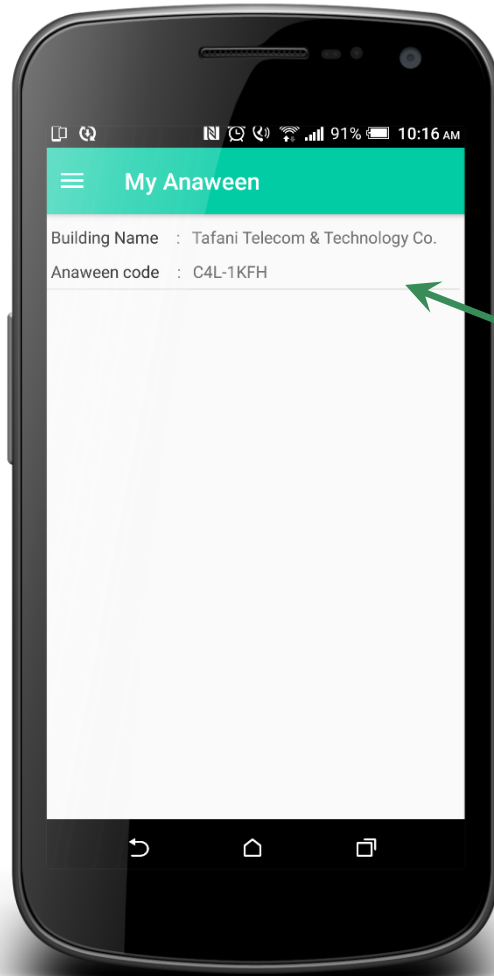 91% 10:16 AM
My Anaween
Building Name : Tafani Telecom & Technology Co.
Anaween code : C4L-1KFH